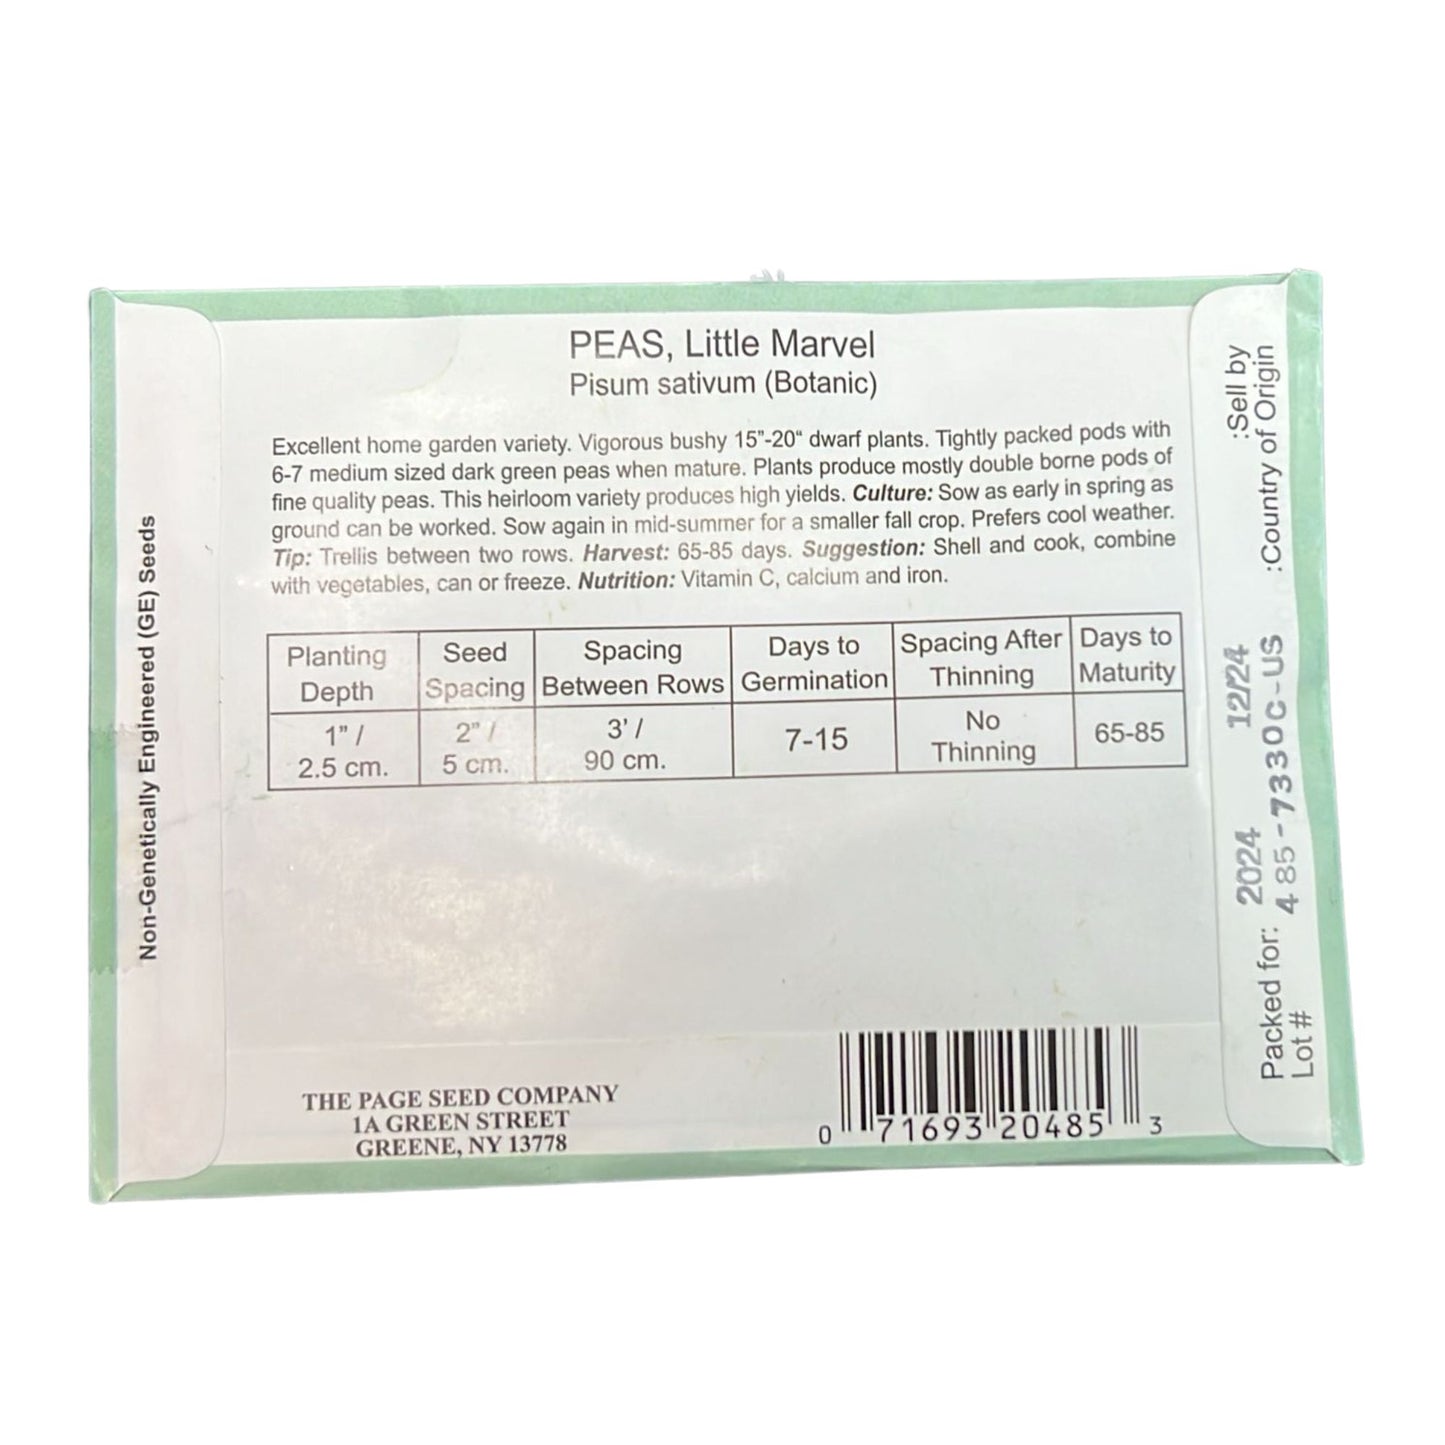 PEAS, Little Marvel
Pisum sativum (Botanic)
Excellent home garden variety. Vigorous bushy 15”-20“ dwarf plants. Tightly packed pods with
6-7 medium sized dark green peas when mature. Plants produce mostly double borne pods of
fine quality peas. This heirloom variety produces high yields. Culture: Sow as early in spring as
ground can be worked. Sow again in mid-summer for a smaller fall crop. Prefers cool weather.
Tip: Trellis between two rows. Harvest: 65-85 days. Suggestion: Shell and cook, combine
with vegetables, can or freeze. Nutrition: Vitamin C, calcium and iron.
Planting Depth
Seed Spacing
Spacing Between Rows
Days to Germination
Spacing After Thinning
Days to Maturity
1” / 2.5 cm.
2” / 5 cm.
3’ / 90 cm.
7-15
No Thinning
65-85
THE PAGE SEED COMPANY
1A GREEN STREET
GREENE, NY 13778
0 71693 20485 3
Non-Genetically Engineered (GE) Seeds
Packed for: 2024 12/24 :Sell by
Lot # 485-7330C-US :Country of Origin